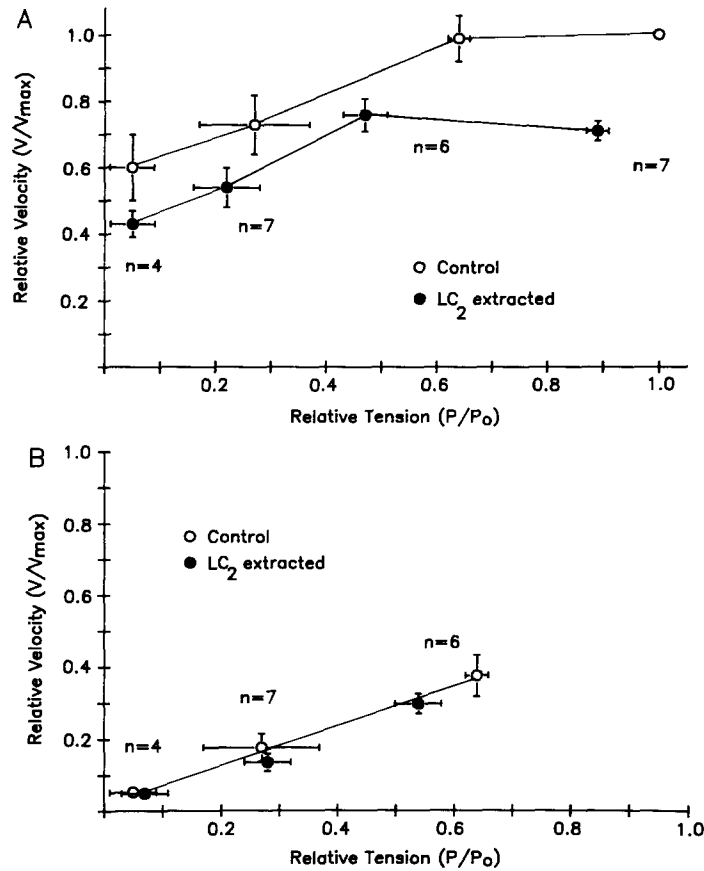 A
Relative Velocity (V/Vmax)
1.0
0.8
0.6
0.4
0.2
n=6
n=7
n=7
n=4
Control
LC2 extracted
0.2
0.4
0.6
0.8
1.0
Relative Tension (P/Po)
B
Relative Velocity (V/Vmax)
1.0
0.8
0.6
0.4
0.2
Control
LC2 extracted
n=6
n=7
n=4
0.2
0.4
0.6
0.8
1.0
Relative Tension (P/Po)